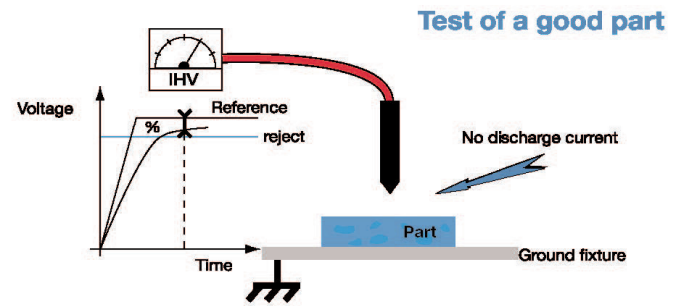 Test of a good part
IHV
Voltage
Reference
%
reject
No discharge current
Part
Ground fixture
Time